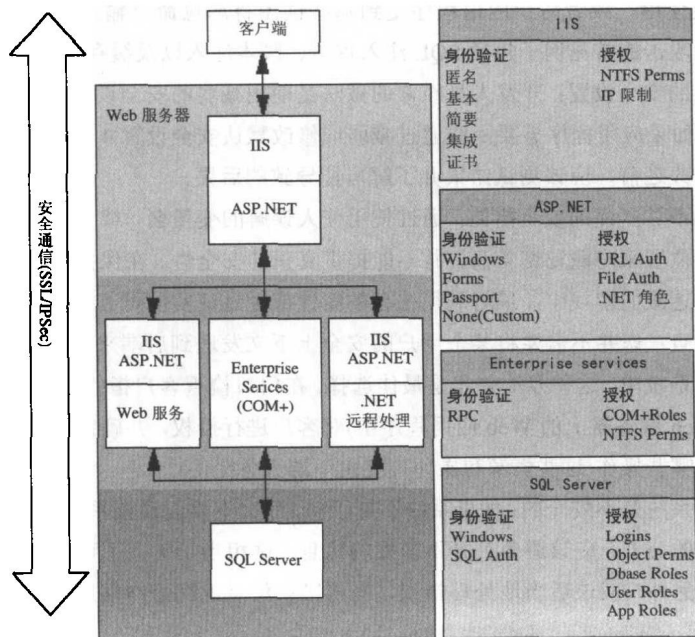 客户端
Web 服务器
IIS
ASP.NET
安全通信(SSL/IPSec)
IIS
ASP.NET
Web 服务
Enterprise
Serices
(COM+)
IIS
ASP.NET
.NET
远程处理
SQL Server
IIS
身份验证
匿名
基本
简要
集成
证书
授权
NTFS Perms
IP 限制
ASP.NET
身份验证
Windows
Forms
Passport
None(Custom)
授权
URL Auth
File Auth
.NET 角色
Enterprise services
身份验证
RPC
授权
COM+Roles
NTFS Perms
SQL Server
身份验证
Windows
SQL Auth
授权
Logins
Object Perms
Dbase Roles
User Roles
App Roles